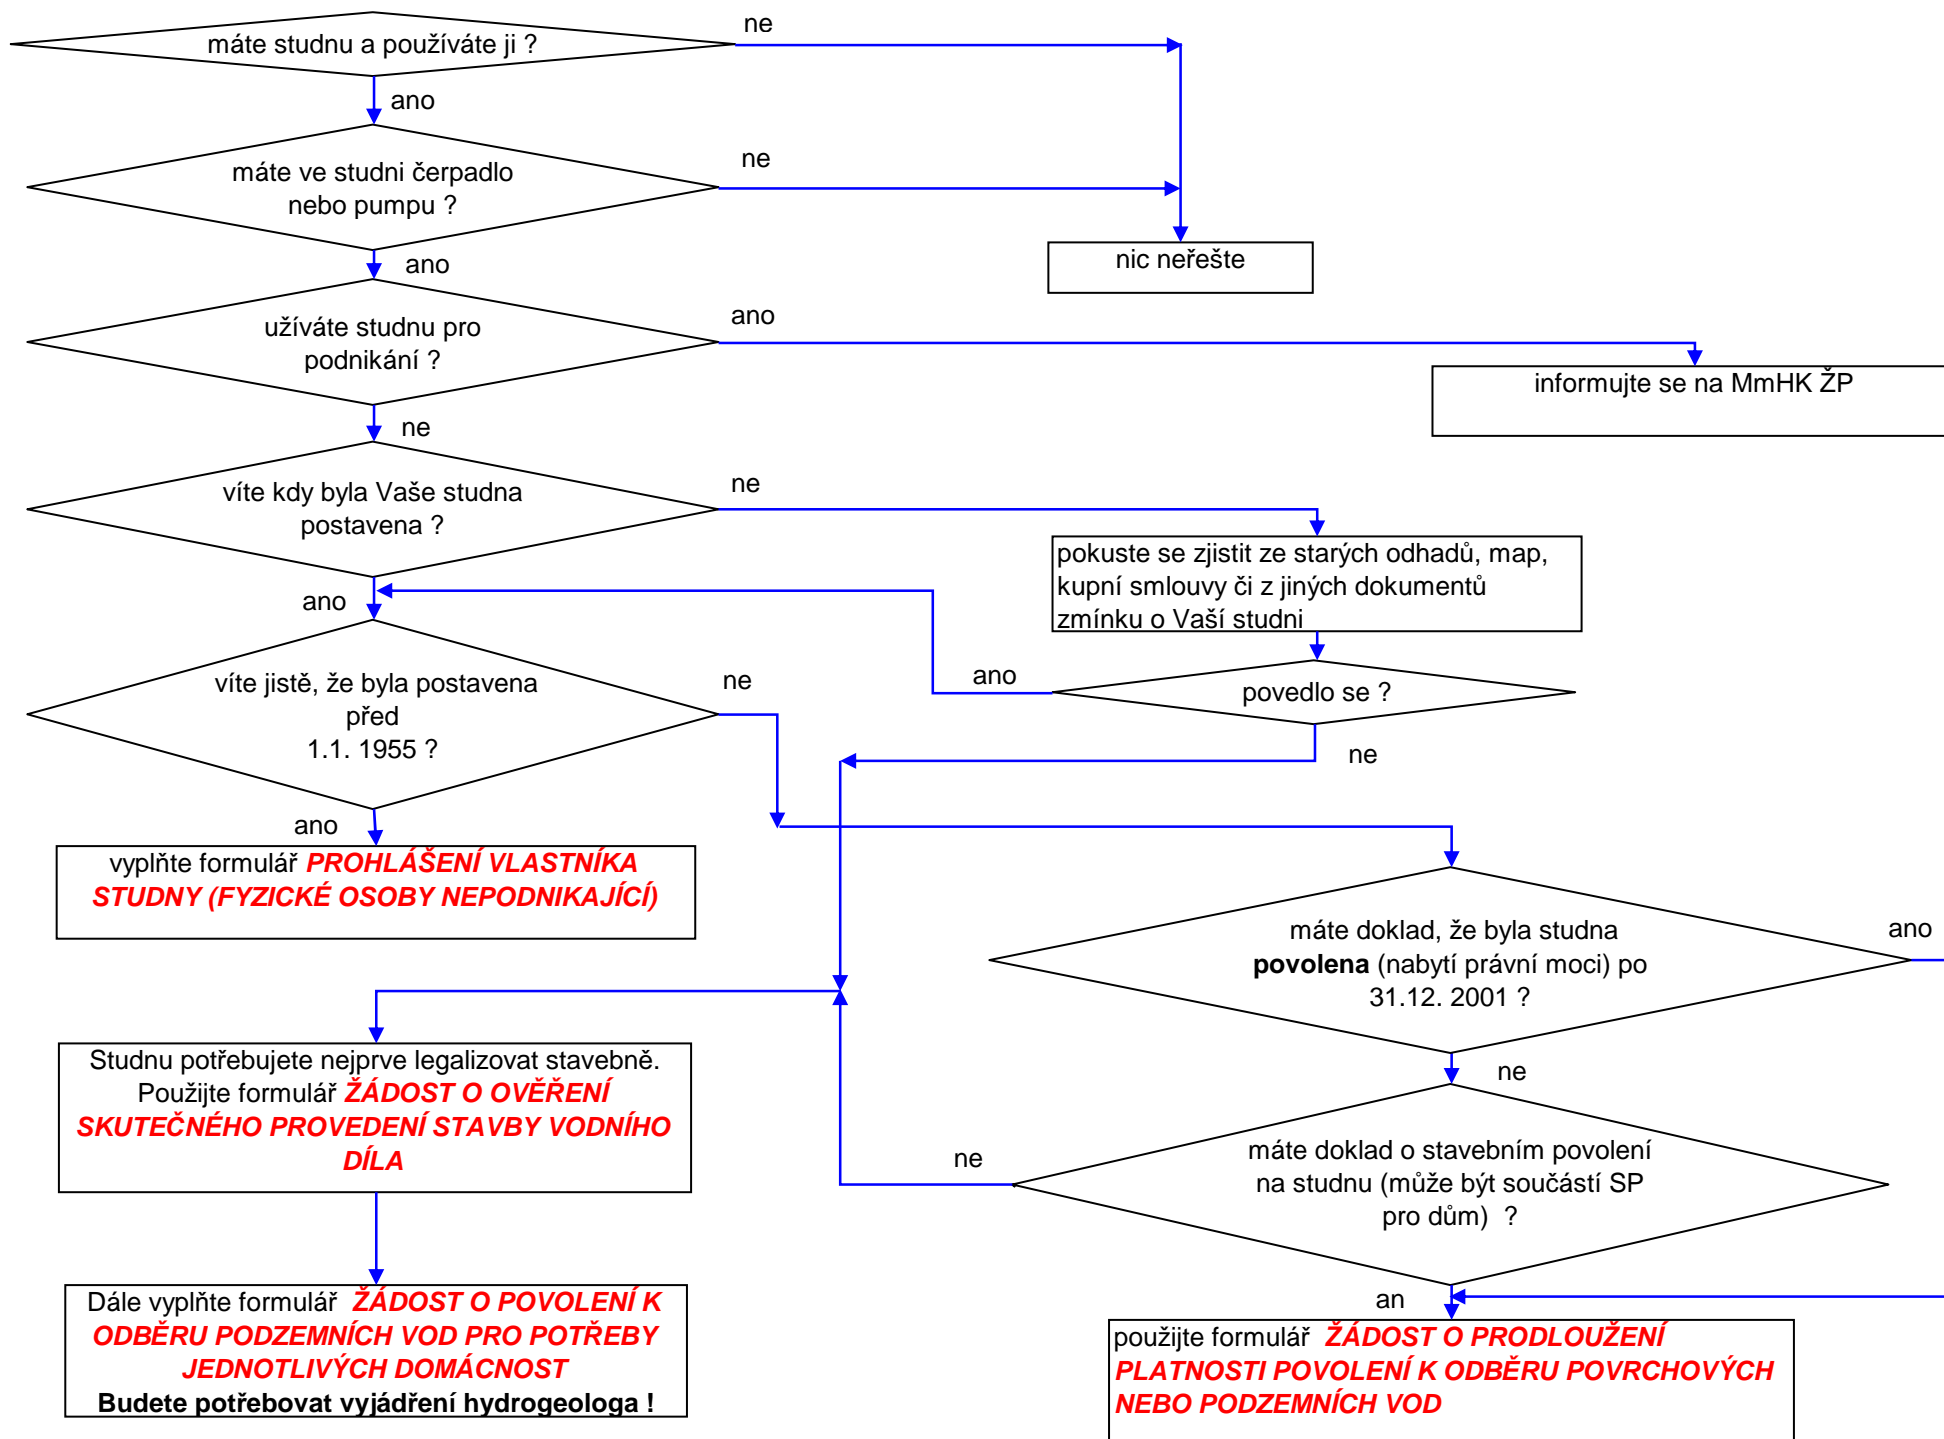 máte studnu a používáte ji ?
ne
ano
máte ve studni čerpadlo
nebo pumpu ?
ne
ano
nic neřešte
užíváte studnu pro
podnikání ?
ano
informujte se na MmHK ŽP
ne
víte kdy byla Vaše studna
postavena ?
ne
pokuste se zjistit ze starých odhadů, map,
kupní smlouvy či z jiných dokumentů
zmínku o Vaší studni
ano
víte jistě, že byla postavena
před
1.1. 1955 ?
ne
ano
povedlo se ?
ne
ano
vyplňte formulář PROHLÁŠENÍ VLASTNÍKA
STUDNY (FYZICKÉ OSOBY NEPODNIKAJÍCÍ)
máte doklad, že byla studna
povolena (nabytí právní moci) po
31.12. 2001 ?
ano
ne
Studnu potřebujete nejprve legalizovat stavebně.
Použijte formulář ŽÁDOST O OVĚŘENÍ
SKUTEČNÉHO PROVEDENÍ STAVBY VODNÍHO
DÍLA
ne
máte doklad o stavebním povolení
na studnu (může být součástí SP
pro dům) ?
an
Dále vyplňte formulář ŽÁDOST O POVOLENÍ K
ODBĚRU PODZEMNÍCH VOD PRO POTŘEBY
JEDNOTLIVÝCH DOMÁCNOST
Budete potřebovat vyjádření hydrogeologa !
použijte formulář ŽÁDOST O PRODLOUŽENÍ
PLATNOSTI POVOLENÍ K ODBĚRU POVRCHOVÝCH
NEBO PODZEMNÍCH VOD